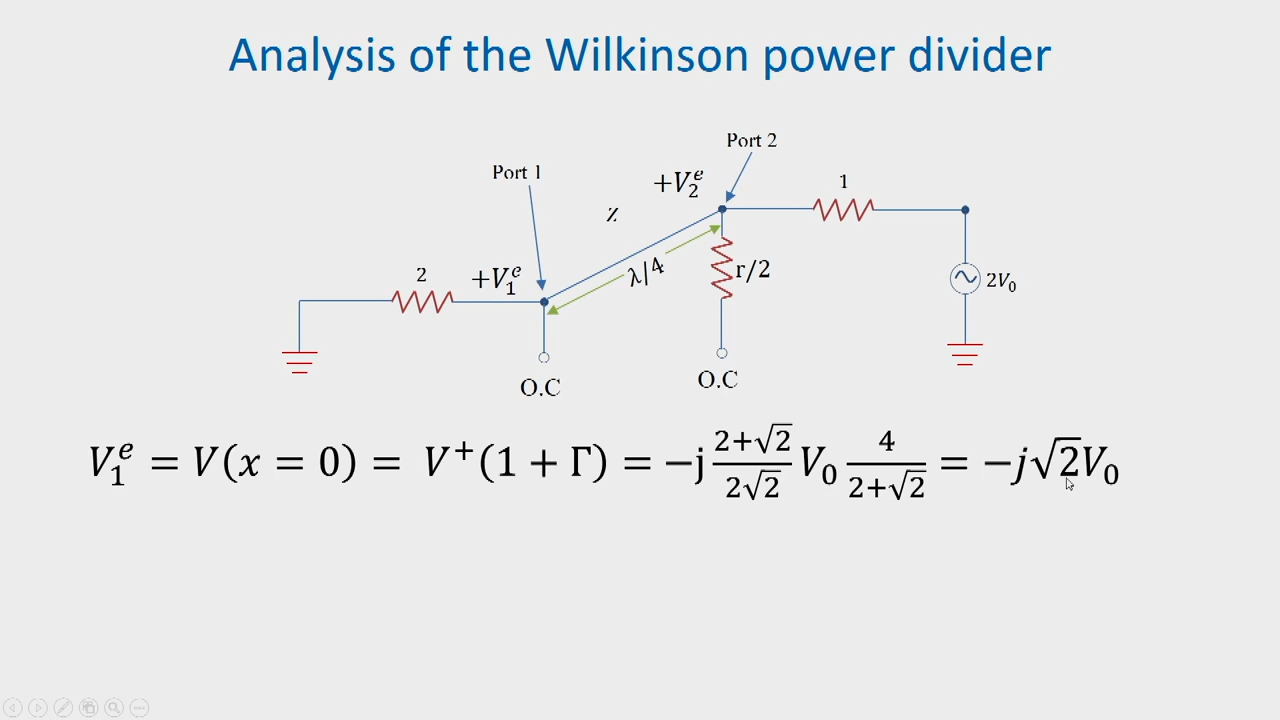 Analysis of the Wilkinson power divider
Port 2
Port 1
+V₂ᵉ
1
Z
λ/4
r/2
2
+V₁ᵉ
2V₀
O.C
O.C
V₁ᵉ = V(x = 0) = V⁺(1 + Γ) = −j (2+√2)/(2√2) V₀ 4/(2+√2) = −j√2V₀